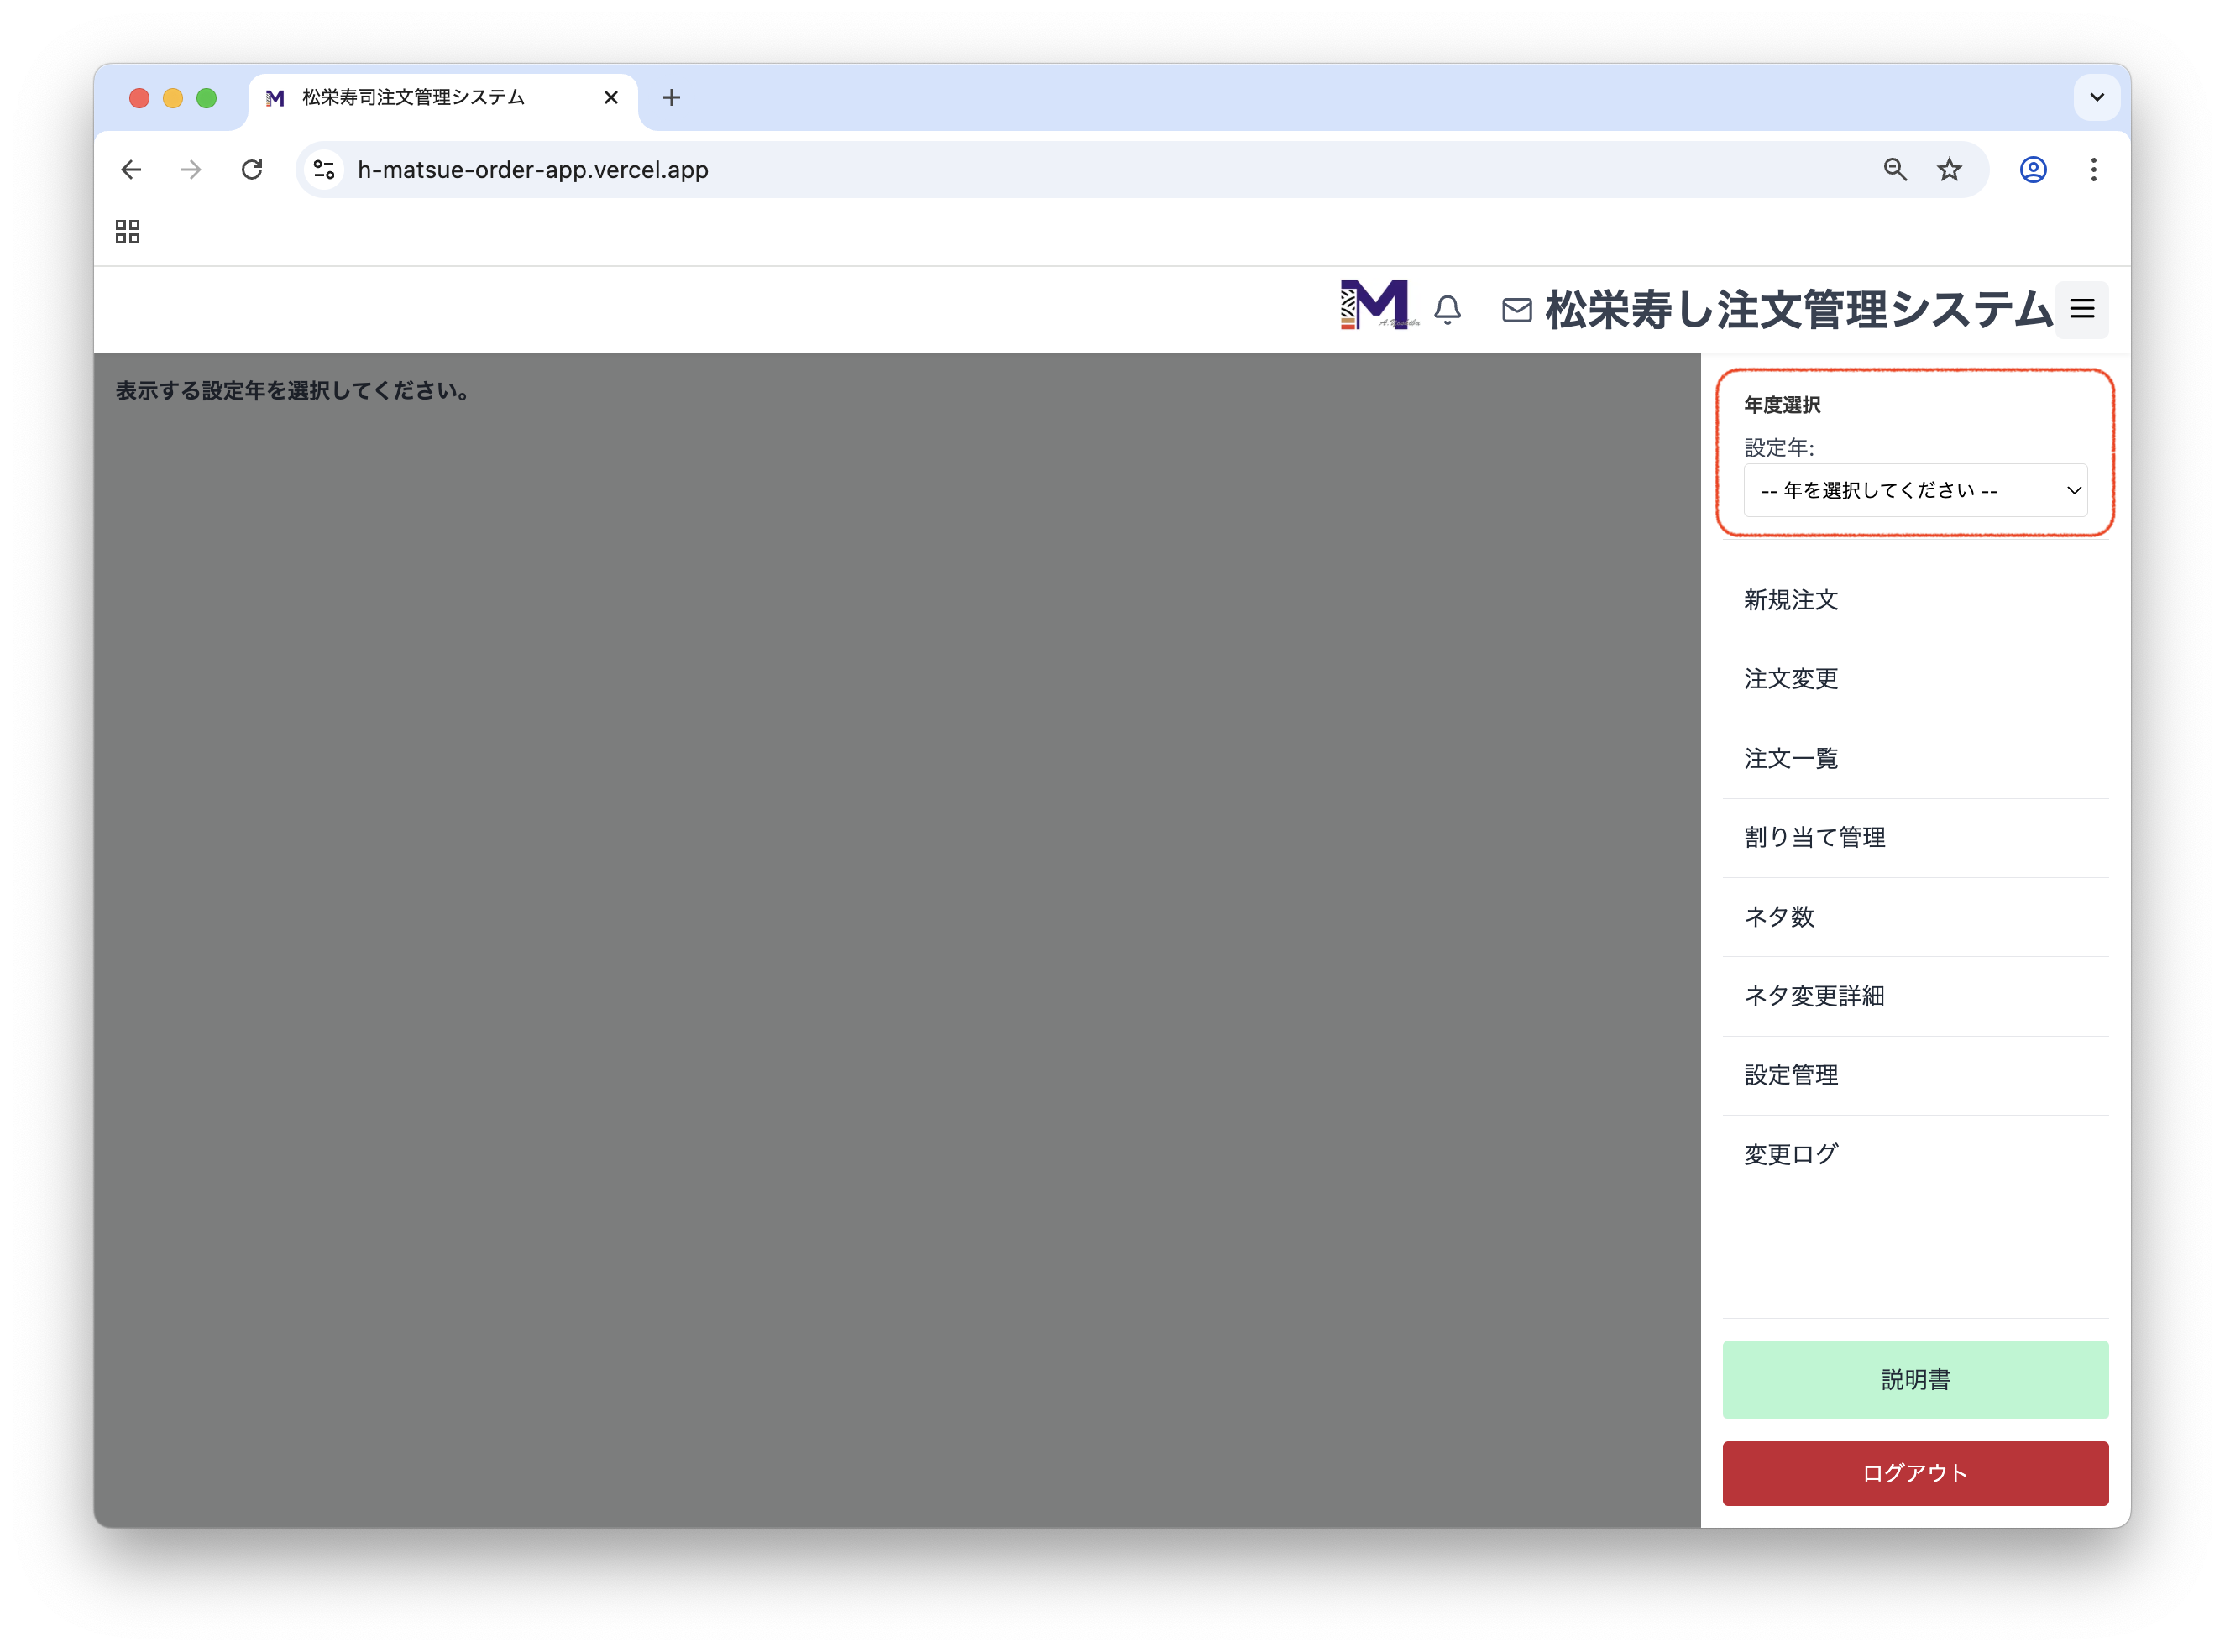 松栄寿司注文管理システム
h-matsue-order-app.vercel.app
松栄寿し注文管理システム
表示する設定年を選択してください。
年度選択
設定年:
-- 年を選択してください --
新規注文
注文変更
注文一覧
割り当て管理
ネタ数
ネタ変更詳細
設定管理
変更ログ
説明書
ログアウト